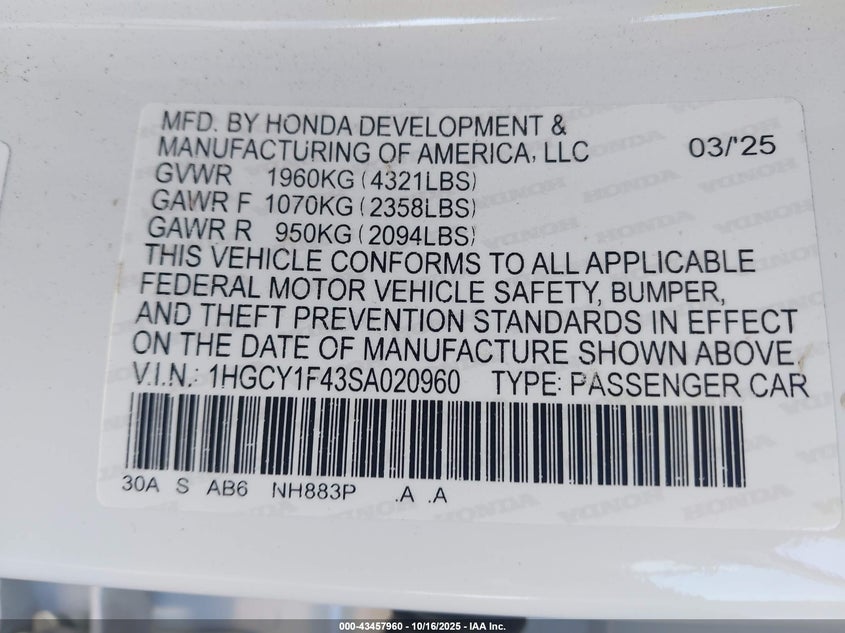 MFD. BY HONDA DEVELOPMENT &
MANUFACTURING OF AMERICA, LLC 03/'25
GVWR 1960KG (4321LBS)
GAWR F 1070KG (2358LBS)
GAWR R 950KG (2094LBS)
THIS VEHICLE CONFORMS TO ALL APPLICABLE
FEDERAL MOTOR VEHICLE SAFETY, BUMPER,
AND THEFT PREVENTION STANDARDS IN EFFECT
ON THE DATE OF MANUFACTURE SHOWN ABOVE.
V.I.N.: 1HGCY1F43SA020960 TYPE: PASSENGER CAR
30A S AB6 NH883P .A .A
000-43457960 - 10/16/2025 - IAA Inc.